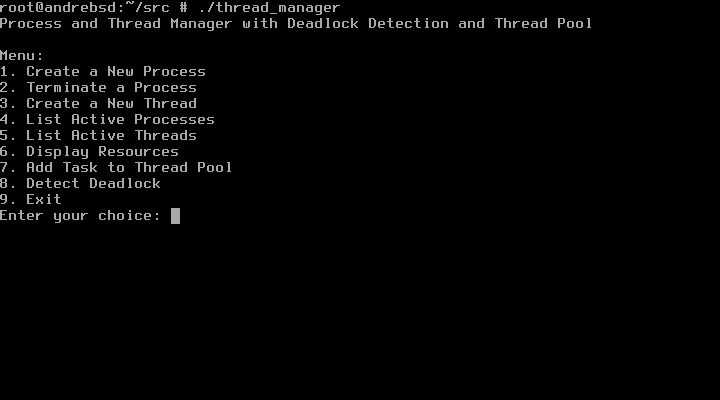 root@andrebsd:~/src # ./thread_manager
Process and Thread Manager with Deadlock Detection and Thread Pool
Menu:
1. Create a New Process
2. Terminate a Process
3. Create a New Thread
4. List Active Processes
5. List Active Threads
6. Display Resources
7. Add Task to Thread Pool
8. Detect Deadlock
9. Exit
Enter your choice: